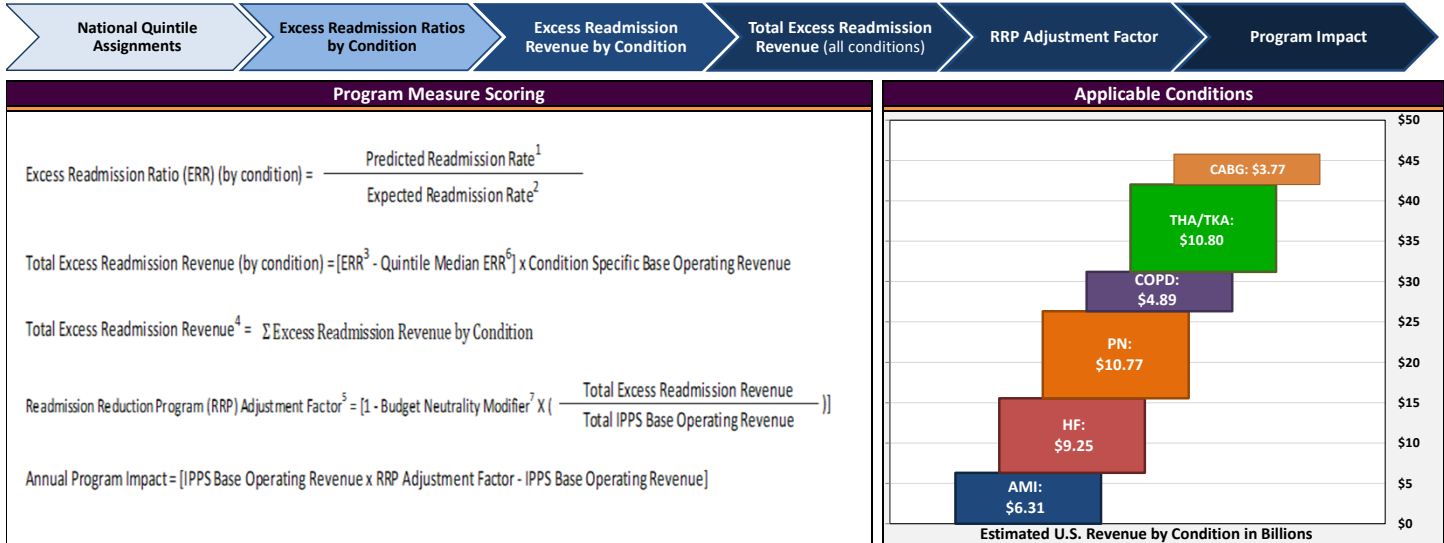 National Quintile
Assignments
Excess Readmission Ratios
by Condition
Excess Readmission
Revenue by Condition
Total Excess Readmission
Revenue (all conditions)
RRP Adjustment Factor
Program Impact
Program Measure Scoring
Excess Readmission Ratio (ERR) (by condition) =
Predicted Readmission Rate¹
Expected Readmission Rate²
Total Excess Readmission Revenue (by condition) =[ERR³ - Quintile Median ERR⁶] x Condition Specific Base Operating Revenue
Total Excess Readmission Revenue⁴ = Σ Excess Readmission Revenue by Condition
Readmission Reduction Program (RRP) Adjustment Factor⁵ = [1 - Budget Neutrality Modifier⁷ X (
Total Excess Readmission Revenue
Total IPPS Base Operating Revenue
)]
Annual Program Impact = [IPPS Base Operating Revenue x RRP Adjustment Factor - IPPS Base Operating Revenue]
Applicable Conditions
$50
$45
$40
$35
$30
$25
$20
$15
$10
$5
$0
CABG: $3.77
THA/TKA:
$10.80
COPD:
$4.89
PN:
$10.77
HF:
$9.25
AMI:
$6.31
Estimated U.S. Revenue by Condition in Billions